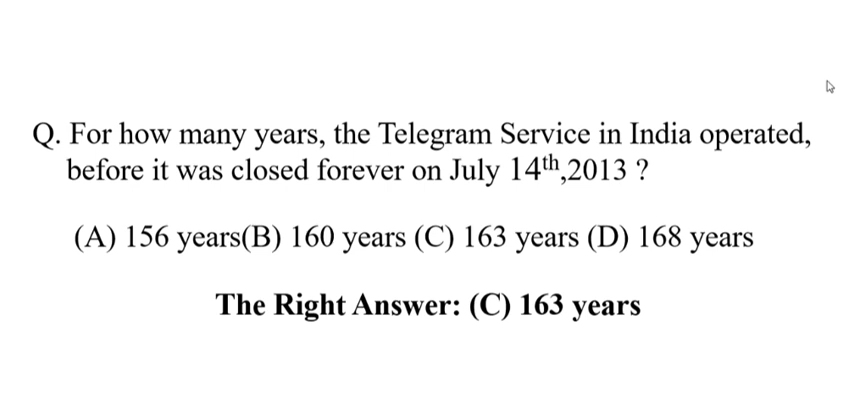 Q. For how many years, the Telegram Service in India operated,
before it was closed forever on July 14th,2013 ?
(A) 156 years(B) 160 years (C) 163 years (D) 168 years
The Right Answer: (C) 163 years